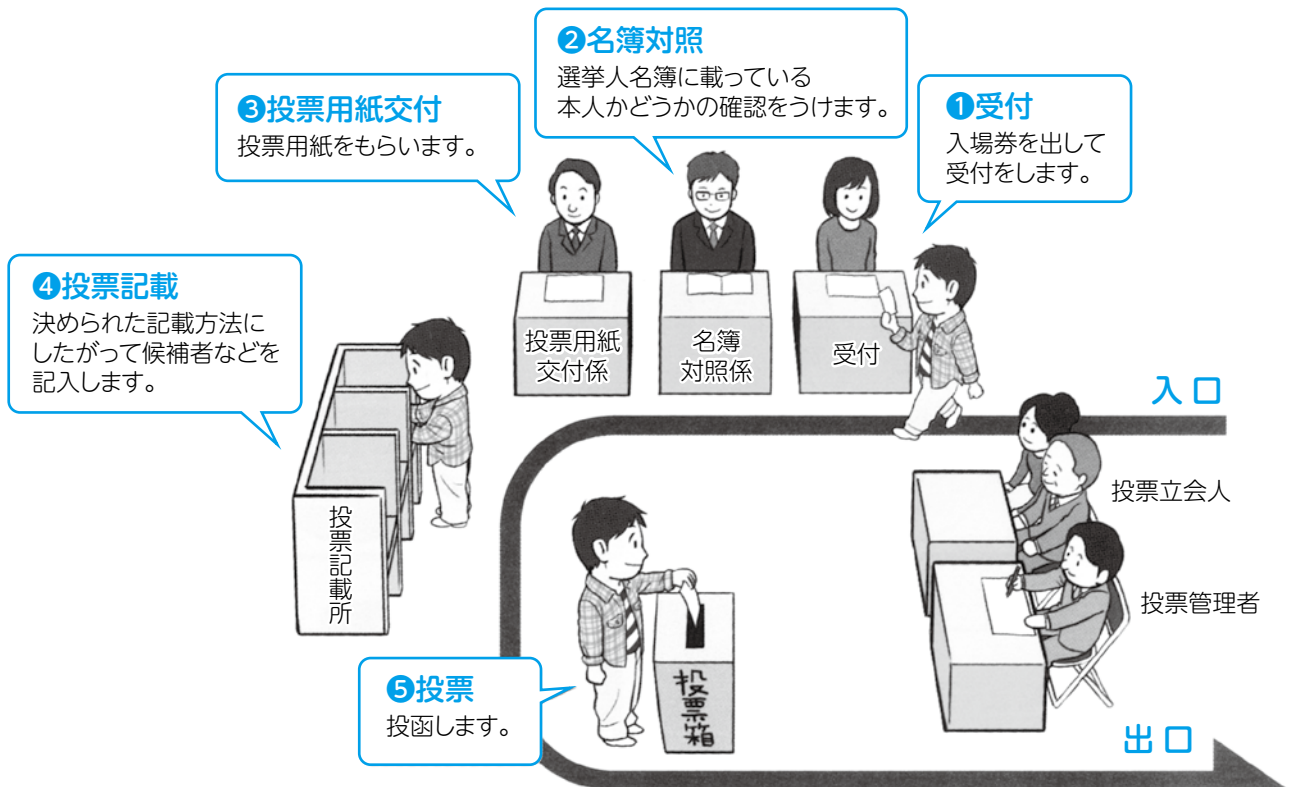 ❶受付
入場券を出して
受付をします。
❷名簿対照
選挙人名簿に載っている
本人かどうかの確認をうけます。
❸投票用紙交付
投票用紙をもらいます。
❹投票記載
決められた記載方法に
したがって候補者などを
記入します。
❺投票
投函します。
投票用紙
交付係
名簿
対照係
受付
入口
投票立会人
投票管理者
投票記載所
投票箱
出口